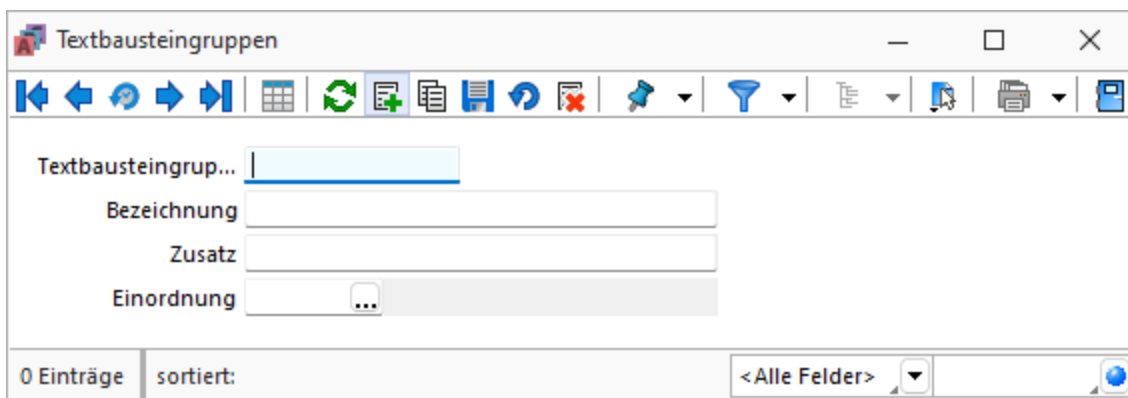 Textbausteingruppen
Textbausteingrup...
Bezeichnung
Zusatz
Einordnung ...
0 Einträge sortiert: <Alle Felder>